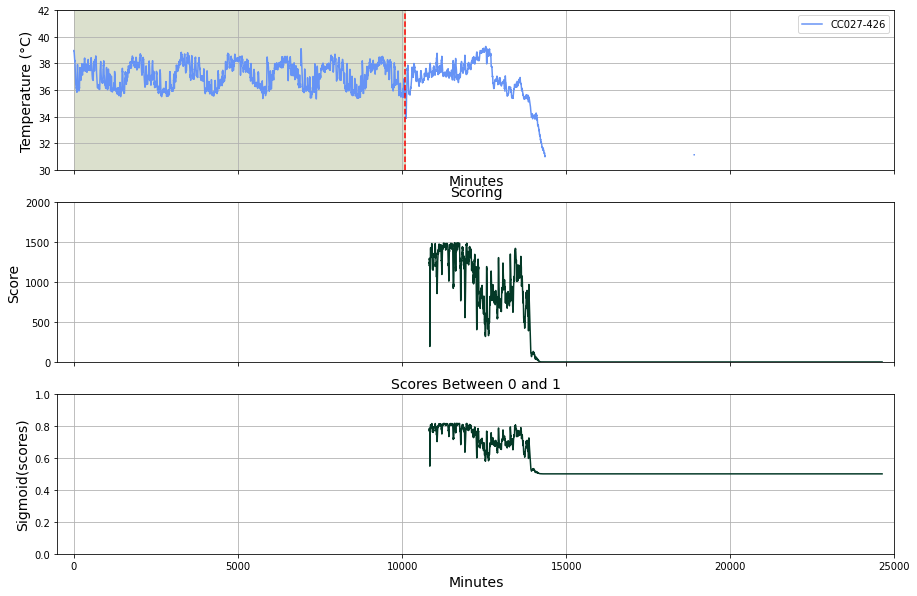 42
40
38
36
34
32
30
Temperature (°C)
CC027-426
Minutes
Scoring
2000
1500
1000
500
0
Score
Scores Between 0 and 1
1.0
0.8
0.6
0.4
0.2
0.0
Sigmoid(scores)
0 5000 10000 15000 20000 25000
Minutes